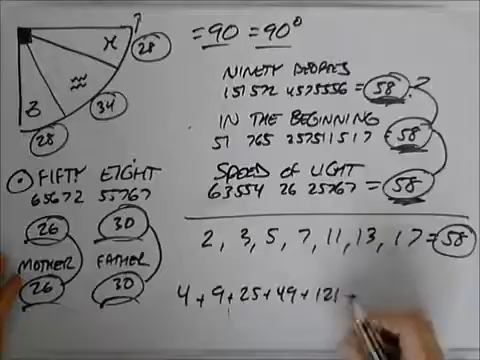 = 90 = 90°
28
34
28
NINETY DEGREES
151572 4575556 = 58 ?
IN THE BEGINNING
51 765 257511517 = 58
SPEED OF LIGHT
63554 26 25767 = 58
FIFTY EIGHT
65672 55767
26 30
MOTHER FATHER
26 30
2, 3, 5, 7, 11, 13, 17 = 58
4 + 9 + 25 + 49 + 121 +